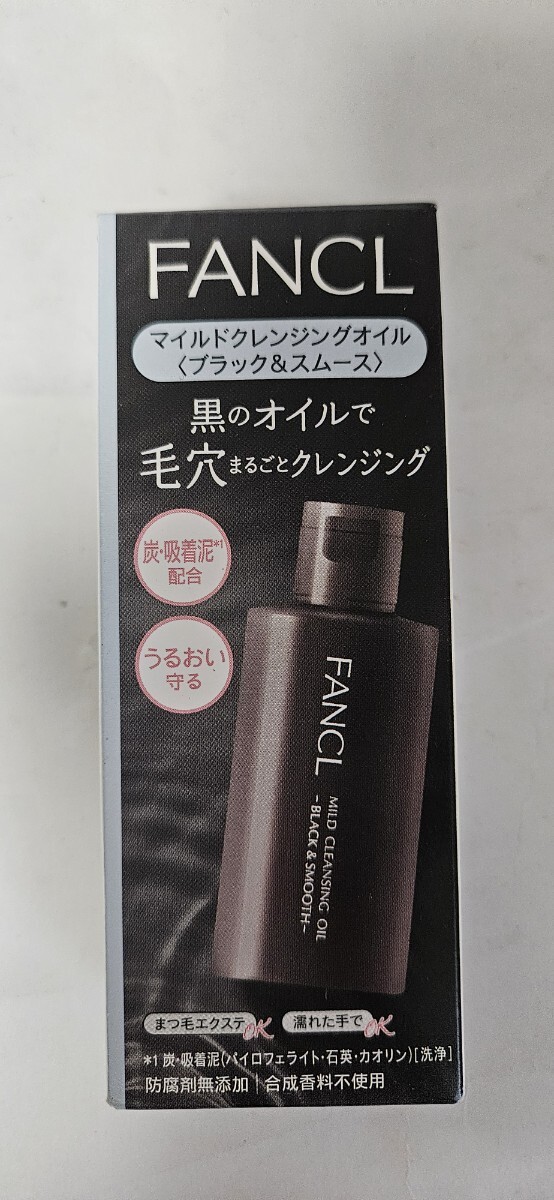 FANCL
マイルドクレンジングオイル
〈ブラック&スムース〉
黒のオイルで
毛穴まるごとクレンジング
炭・吸着泥*1
配合
うるおい
守る
FANCL
MILD CLEANSING OIL
-BLACK & SMOOTH-
まつ毛エクステOK
濡れた手でOK
*1 炭・吸着泥(パイロフェライト・石英・カオリン)[洗浄]
防腐剤無添加|合成香料不使用